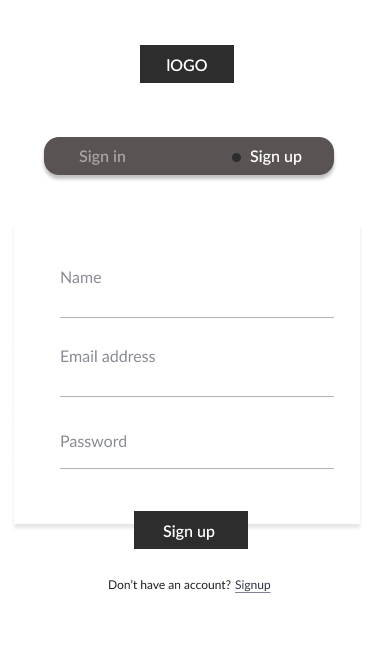 lOGO
Sign in
Sign up
Name
Email address
Password
Sign up
Don't have an account? Signup